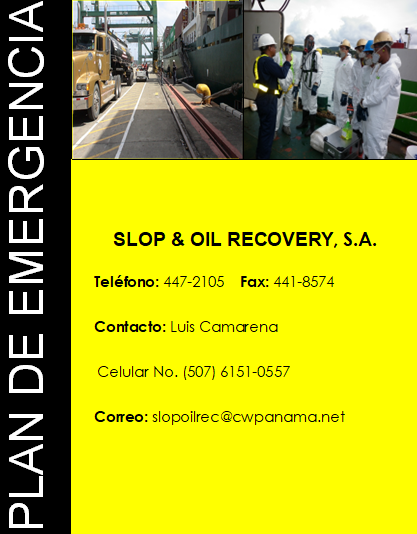 PLAN DE EMERGENCIA
SLOP & OIL RECOVERY, S.A.
Teléfono: 447-2105 Fax: 441-8574
Contacto: Luis Camarena
Celular No. (507) 6151-0557
Correo: slopoilrec@cwpanama.net